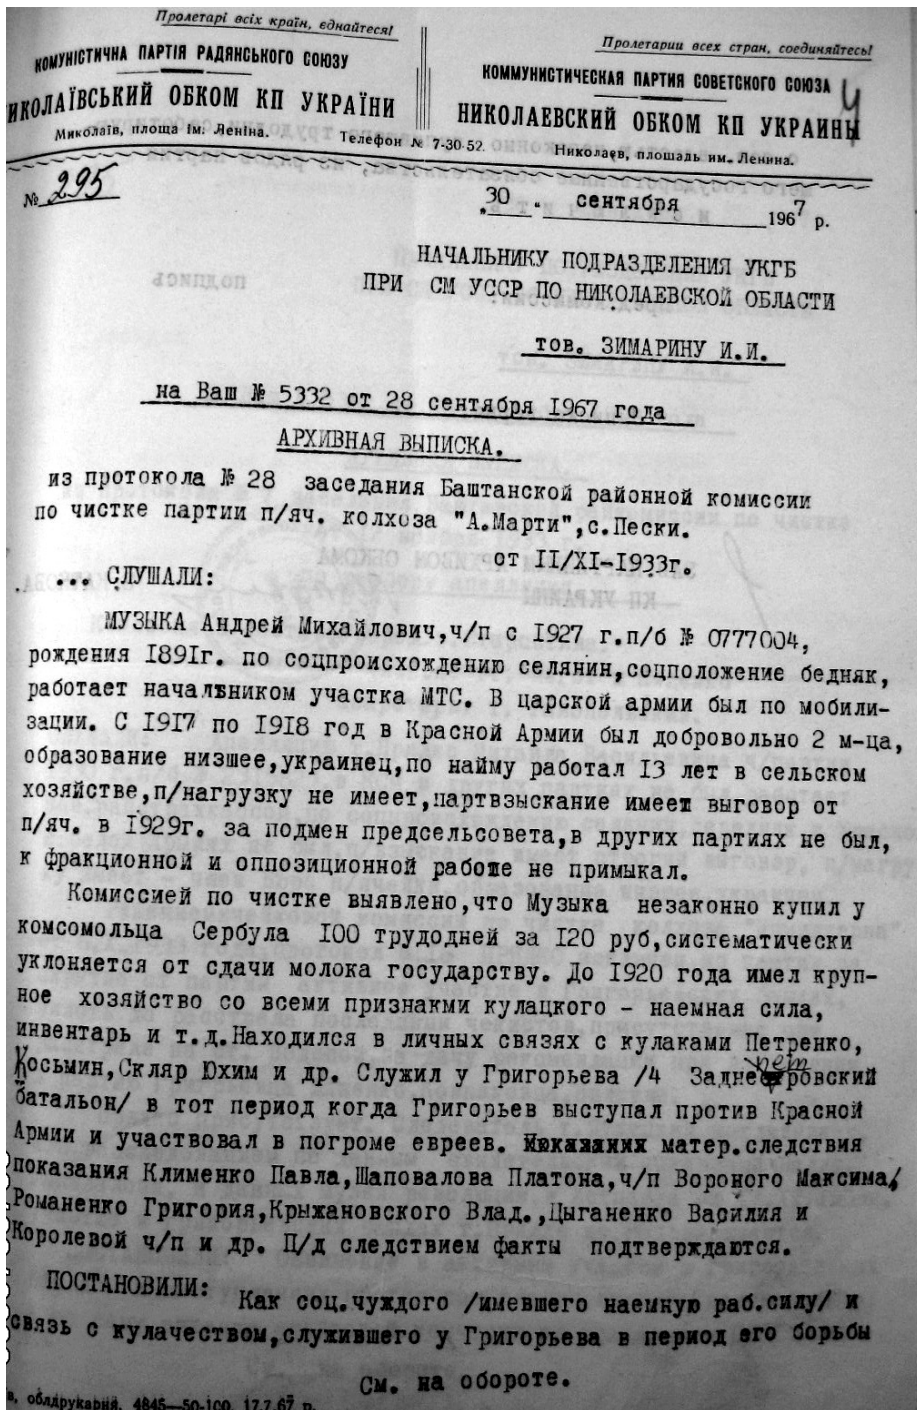 Пролетарі всіх країн, єднайтеся!
КОМУНІСТИЧНА ПАРТІЯ РАДЯНСЬКОГО СОЮЗУ
ИКОЛАЇВСЬКИЙ ОБКОМ КП УКРАЇНИ
Миколаїв, площа ім. Леніна. Телефон № 7-30-52.
Пролетарии всех стран, соединяйтесь!
КОММУНИСТИЧЕСКАЯ ПАРТИЯ СОВЕТСКОГО СОЮЗА
НИКОЛАЕВСКИЙ ОБКОМ КП УКРАИНЫ
Николаев, площадь им. Ленина.
4
№ 295
"30" сентября 1967 р.
НАЧАЛЬНИКУ ПОДРАЗДЕЛЕНИЯ УКГБ
ПРИ СМ УССР ПО НИКОЛАЕВСКОЙ ОБЛАСТИ
тов. ЗИМАРИНУ И.И.
на Ваш № 5332 от 28 сентября 1967 года
АРХИВНАЯ ВЫПИСКА.
из протокола № 28 заседания Баштанской районной комиссии
по чистке партии п/яч. колхоза "А.Марти",с.Пески.
от II/XI-1933г.
... СЛУШАЛИ:
МУЗЫКА Андрей Михайлович,ч/п с 1927 г.п/б № 0777004,
рождения 1891г. по соцпроисхождению селянин,соцположение бедняк,
работает начальником участка МТС. В царской армии был по мобили-
зации. С 1917 по 1918 год в Красной Армии был добровольно 2 м-ца,
образование низшее,украинец,по найму работал 13 лет в сельском
хозяйстве,п/нагрузку не имеет,партвзыскание имеет выговор от
п/яч. в 1929г. за подмен предсельсовета,в других партиях не был,
к фракционной и оппозиционной работе не примыкал.
Комиссией по чистке выявлено,что Музыка незаконно купил у
комсомольца Сербула 100 трудодней за 120 руб,систематически
уклоняется от сдачи молока государству. До 1920 года имел круп-
ное хозяйство со всеми признакми кулацкого - наемная сила,
инвентарь и т.д.Находился в личных связях с кулаками Петренко,
Косьмин,Скляр Юхим и др. Служил у Григорьева /4 Заднепровский
батальон/ в тот период когда Григорьев выступал против Красной
Армии и участвовал в погроме евреев. матер.следствия
показания Клименко Павла,Шаповалова Платона,ч/п Вороного Максима,
Романенко Григория,Крыжановского Влад.,Цыганенко Василия и
Королевой ч/п и др. П/д следствием факты подтверждаются.
ПОСТАНОВИЛИ:
Как соц.чуждого /имевшего наемную раб.силу/ и
связь с кулачеством,служившего у Григорьева в период его борьбы
См. на обороте.
в. облдрукарня. 4845—50-100. 17.7.67 р.